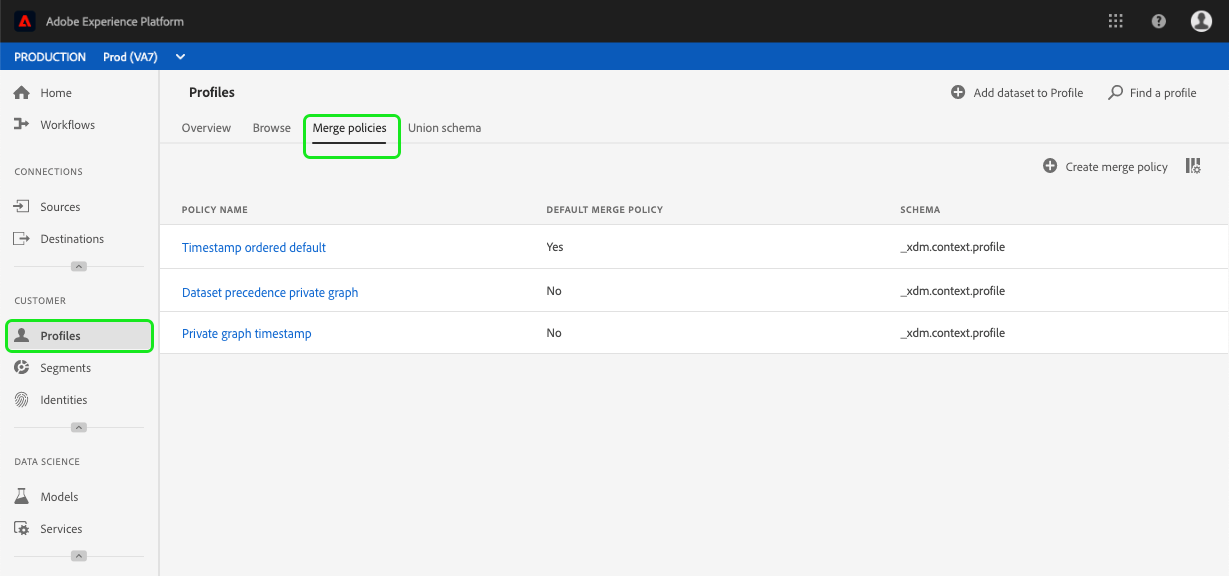 Adobe Experience Platform
PRODUCTION Prod (VA7)
Home
Workflows
CONNECTIONS
Sources
Destinations
CUSTOMER
Profiles
Segments
Identities
DATA SCIENCE
Models
Services
Profiles
Add dataset to Profile Find a profile
Overview Browse Merge policies Union schema
Create merge policy
POLICY NAME DEFAULT MERGE POLICY SCHEMA
Timestamp ordered default Yes _xdm.context.profile
Dataset precedence private graph No _xdm.context.profile
Private graph timestamp No _xdm.context.profile